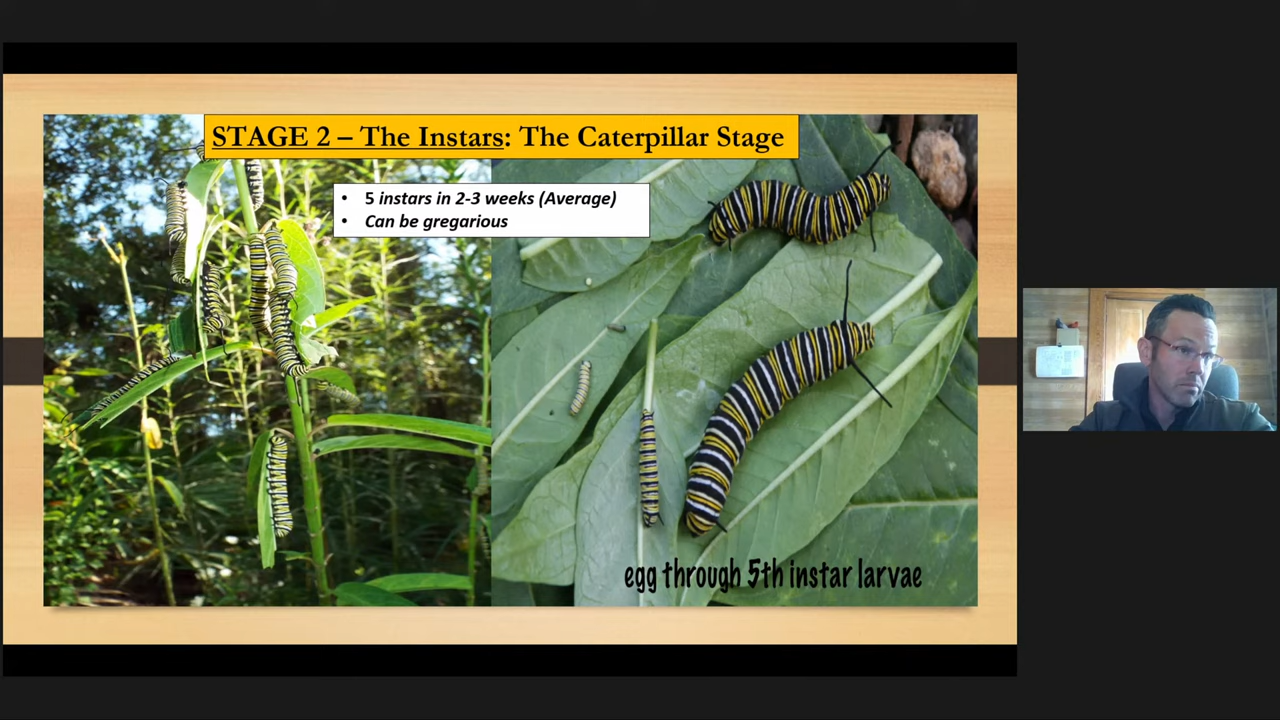 STAGE 2 – The Instars: The Caterpillar Stage
• 5 instars in 2-3 weeks (Average)
• Can be gregarious
egg through 5th instar larvae